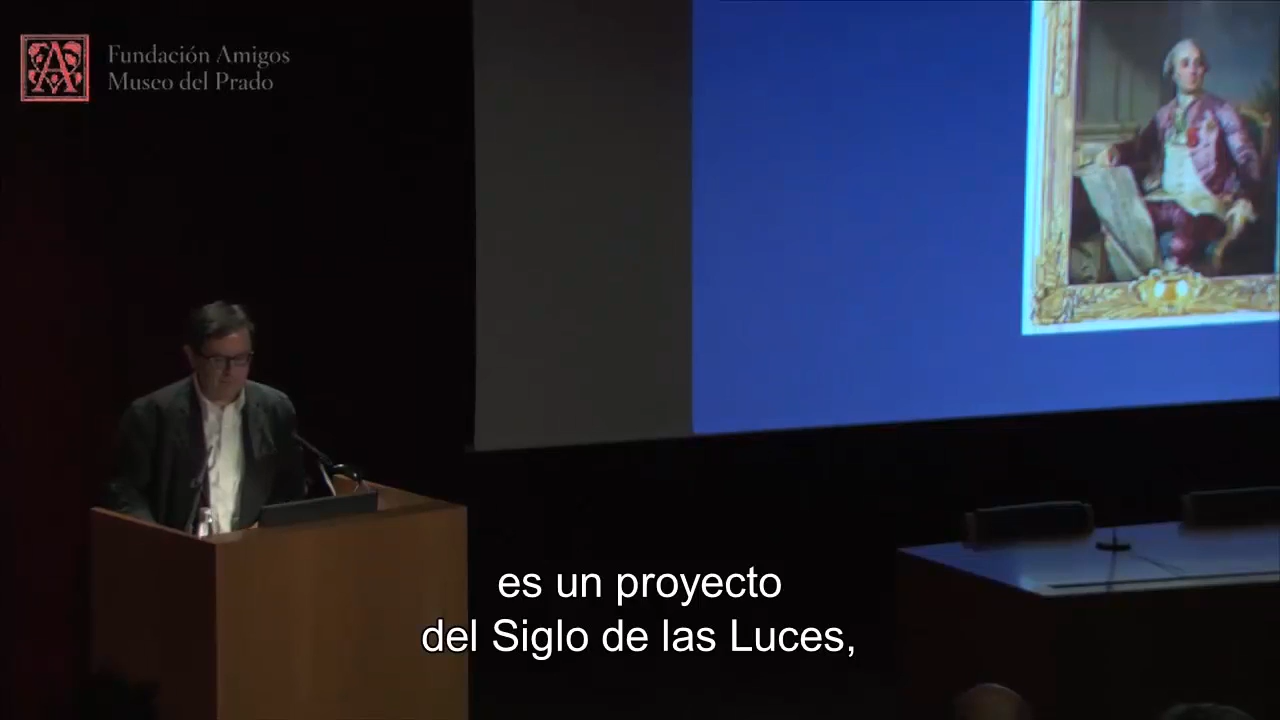 Fundación Amigos
Museo del Prado
es un proyecto
del Siglo de las Luces,